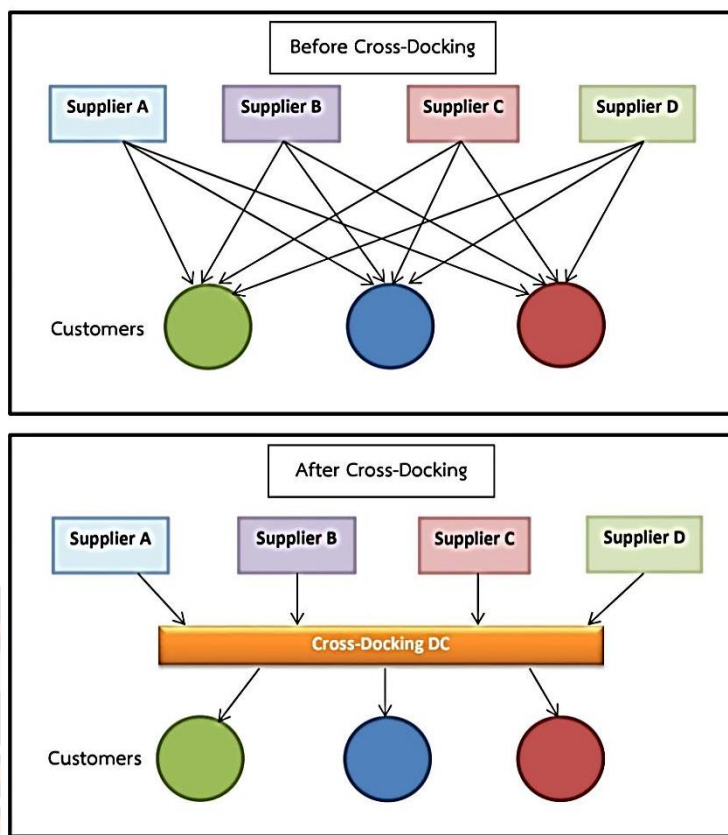 Before Cross-Docking
Supplier A
Supplier B
Supplier C
Supplier D
Customers
After Cross-Docking
Supplier A
Supplier B
Supplier C
Supplier D
Cross-Docking DC
Customers